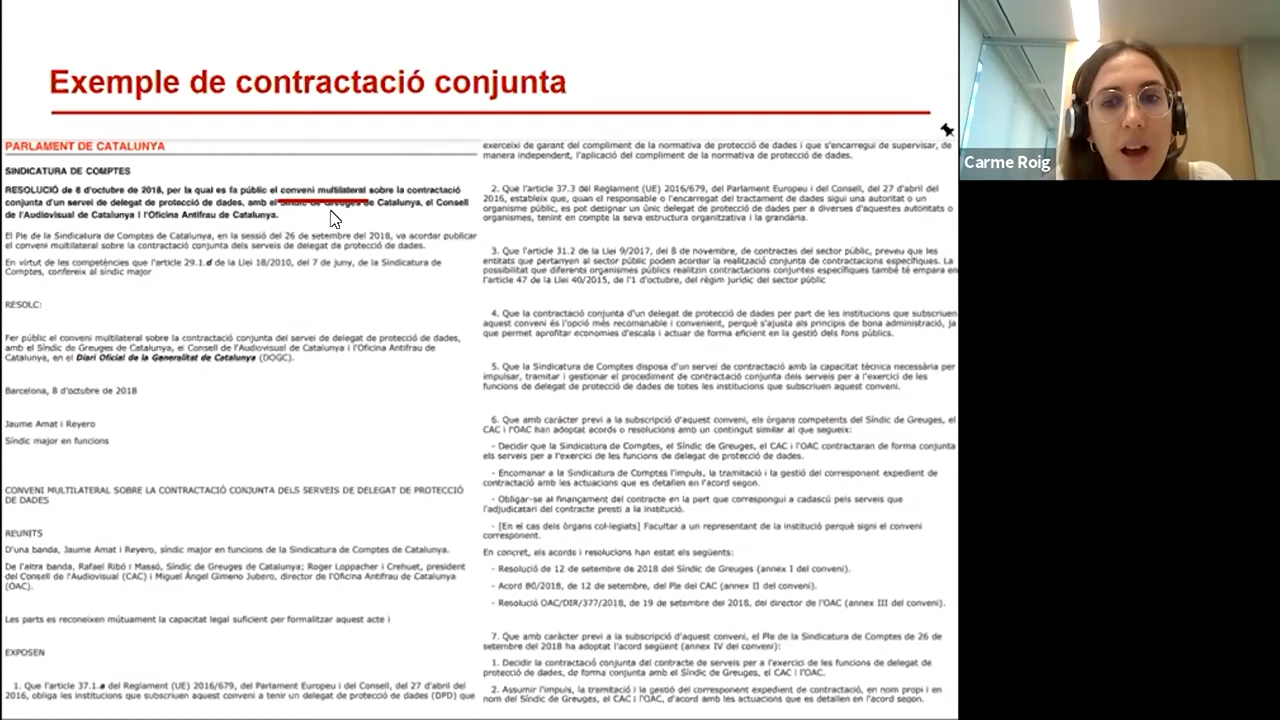 Exemple de contractació conjunta
PARLAMENT DE CATALUNYA
SINDICATURA DE COMPTES
RESOLUCIÓ de 8 d'octubre de 2018, per la qual es fa públic el conveni multilateral sobre la contractació
conjunta d'un servei de delegat de protecció de dades, amb el Síndic de Greuges de Catalunya, el Consell
de l'Audiovisual de Catalunya i l'Oficina Antifrau de Catalunya.
El Ple de la Sindicatura de Comptes de Catalunya, en la sessió del 26 de setembre del 2018, va acordar publicar
el conveni multilateral sobre la contractació conjunta dels serveis de delegat de protecció de dades.
En virtut de les competències que l'article 29.1.d de la Llei 18/2010, del 7 de juny, de la Sindicatura de
Comptes, confereix al síndic major
RESOLC:
Fer públic el conveni multilateral sobre la contractació conjunta del servei de delegat de protecció de dades,
amb el Síndic de Greuges de Catalunya, el Consell de l'Audiovisual de Catalunya i l'Oficina Antifrau de
Catalunya, en el Diari Oficial de la Generalitat de Catalunya (DOGC).
Barcelona, 8 d'octubre de 2018
Jaume Amat i Reyero
Síndic major en funcions
CONVENI MULTILATERAL SOBRE LA CONTRACTACIÓ CONJUNTA DELS SERVEIS DE DELEGAT DE PROTECCIÓ
DE DADES
REUNITS
D'una banda, Jaume Amat i Reyero, síndic major en funcions de la Sindicatura de Comptes de Catalunya.
De l'altra banda, Rafael Ribó i Massó, Síndic de Greuges de Catalunya; Roger Loppacher i Crehuet, president
del Consell de l'Audiovisual (CAC) i Miguel Ángel Gimeno Jubero, director de l'Oficina Antifrau de Catalunya
(OAC).
Les parts es reconeixen mútuament la capacitat legal suficient per formalitzar aquest acte i
EXPOSEN
1. Que l'article 37.1.a del Reglament (UE) 2016/679, del Parlament Europeu i del Consell, del 27 d'abril del
2016, obliga les institucions que subscriuen aquest conveni a tenir un delegat de protecció de dades (DPD) que
exerceixi de garant del compliment de la normativa de protecció de dades i que s'encarregui de supervisar, de
manera independent, l'aplicació del compliment de la normativa de protecció de dades.
2. Que l'article 37.3 del Reglament (UE) 2016/679, del Parlament Europeu i del Consell, del 27 d'abril del
2016, estableix que, quan el responsable o l'encarregat del tractament de dades sigui una autoritat o un
organisme públic, es pot designar un únic delegat de protecció de dades per a diverses d'aquestes autoritats o
organismes, tenint en compte la seva estructura organitzativa i la grandària.
3. Que l'article 31.2 de la Llei 9/2017, del 8 de novembre, de contractes del sector públic, preveu que les
entitats que pertanyen al sector públic poden acordar la realització conjunta de contractacions específiques. La
possibilitat que diferents organismes públics realitzin contractacions conjuntes específiques també té empara en
l'article 47 de la Llei 40/2015, de l'1 d'octubre, del règim jurídic del sector públic
4. Que la contractació conjunta d'un delegat de protecció de dades per part de les institucions que subscriuen
aquest conveni és l'opció més recomanable i convenient, perquè s'ajusta als principis de bona administració, ja
que permet aprofitar economies d'escala i actuar de forma eficient en la gestió dels fons públics.
5. Que la Sindicatura de Comptes disposa d'un servei de contractació amb la capacitat tècnica necessària per
impulsar, tramitar i gestionar el procediment de contractació conjunta dels serveis per a l'exercici de les
funcions de delegat de protecció de dades de totes les institucions que subscriuen aquest conveni.
6. Que amb caràcter previ a la subscripció d'aquest conveni, els òrgans competents del Síndic de Greuges, el
CAC i l'OAC han adoptat acords o resolucions amb un contingut similar al que segueix:
- Decidir que la Sindicatura de Comptes, el Síndic de Greuges, el CAC i l'OAC contractaran de forma conjunta
els serveis per a l'exercici de les funcions de delegat de protecció de dades.
- Encomanar a la Sindicatura de Comptes l'impuls, la tramitació i la gestió del corresponent expedient de
contractació amb les actuacions que es detallen en l'acord segon.
- Obligar-se al finançament del contracte en la part que correspongui a cadascú pels serveis que
l'adjudicatari del contracte presti a la institució.
- [En el cas dels òrgans col·legiats] Facultar a un representant de la institució perquè signi el conveni
corresponent.
En concret, els acords i resolucions han estat els següents:
- Resolució de 12 de setembre de 2018 del Síndic de Greuges (annex I del conveni).
- Acord 80/2018, de 12 de setembre, del Ple del CAC (annex II del conveni).
- Resolució OAC/DIR/377/2018, de 19 de setembre del 2018, del director de l'OAC (annex III del conveni).
7. Que amb caràcter previ a la subscripció d'aquest conveni, el Ple de la Sindicatura de Comptes de 26 de
setembre del 2018 ha adoptat l'acord següent (annex IV del conveni):
1. Decidir la contractació conjunta del contracte de serveis per a l'exercici de les funcions de delegat de
protecció de dades, de forma conjunta amb el Síndic de Greuges, el CAC i l'OAC.
2. Assumir l'impuls, la tramitació i la gestió del corresponent expedient de contractació, en nom propi i en
nom del Síndic de Greuges, el CAC i l'OAC, d'acord amb les actuacions que es detallen en l'acord segon.
Carme Roig